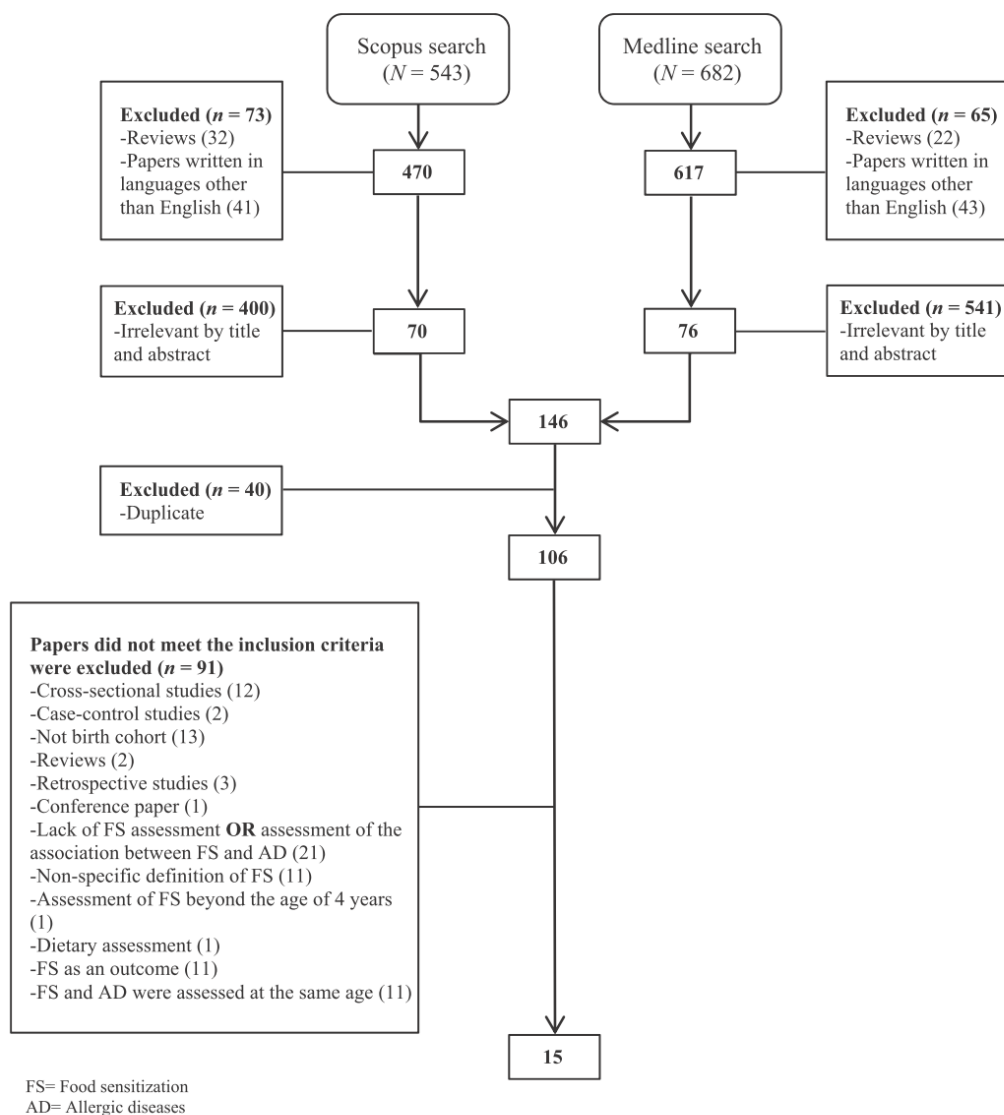 Scopus search
(N = 543)
Medline search
(N = 682)
Excluded (n = 73)
-Reviews (32)
-Papers written in
languages other
than English (41)
470
617
Excluded (n = 65)
-Reviews (22)
-Papers written in
languages other
than English (43)
Excluded (n = 400)
-Irrelevant by title
and abstract
70
76
Excluded (n = 541)
-Irrelevant by title
and abstract
146
Excluded (n = 40)
-Duplicate
106
Papers did not meet the inclusion criteria
were excluded (n = 91)
-Cross-sectional studies (12)
-Case-control studies (2)
-Not birth cohort (13)
-Reviews (2)
-Retrospective studies (3)
-Conference paper (1)
-Lack of FS assessment OR assessment of the
association between FS and AD (21)
-Non-specific definition of FS (11)
-Assessment of FS beyond the age of 4 years
(1)
-Dietary assessment (1)
-FS as an outcome (11)
-FS and AD were assessed at the same age (11)
15
FS= Food sensitization
AD= Allergic diseases